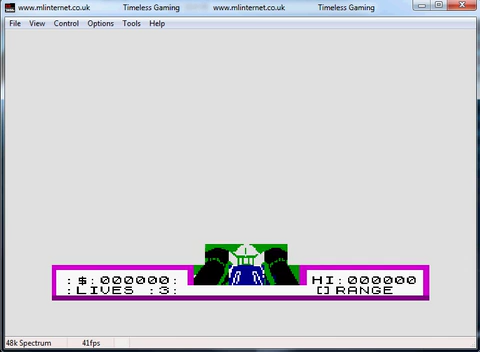 www.mlinternet.co.uk Timeless Gaming www.mlinternet.co.uk Timeless Gaming
File View Control Options Tools Help
:$:000000: HI:000000
:LIVES :3: [] RANGE
48k Spectrum 41fps